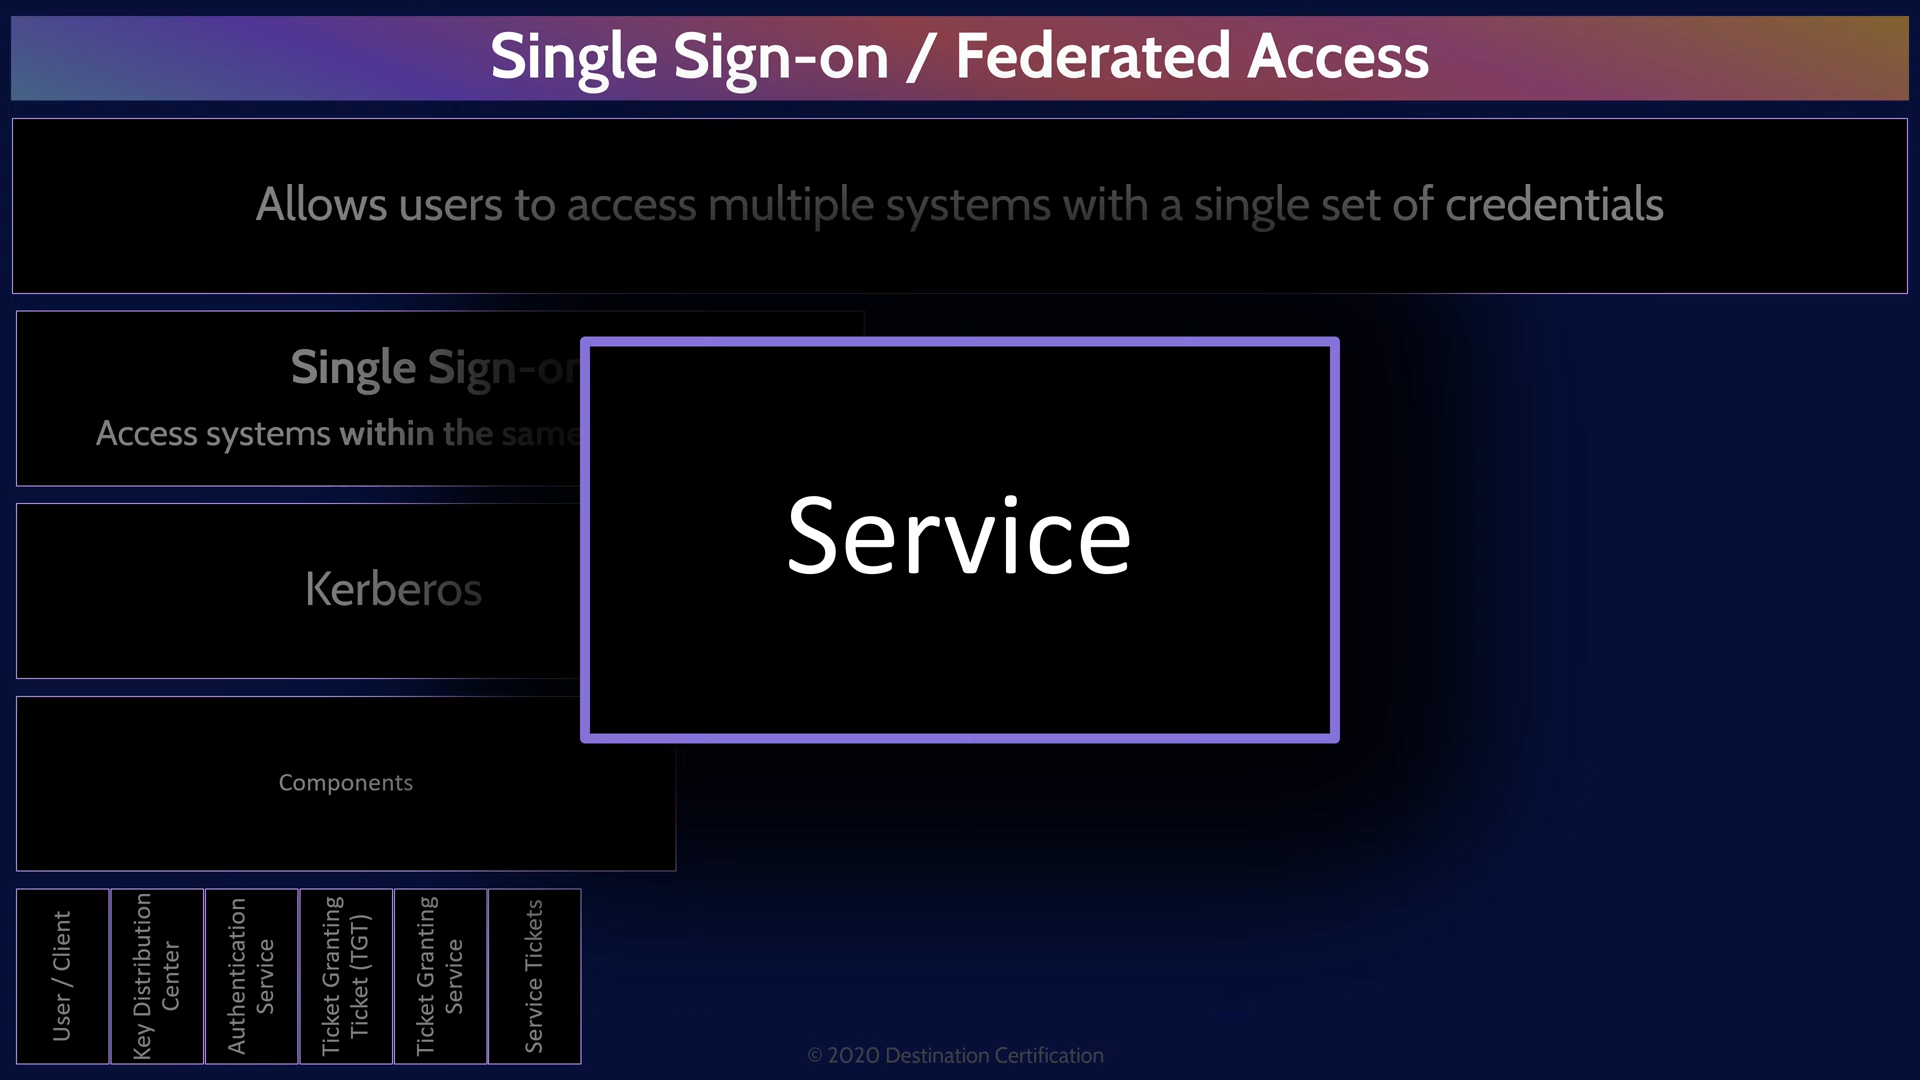 Single Sign-on / Federated Access
Allows users to access multiple systems with a single set of credentials
Single Sign-on
Access systems within the same
Service
Kerberos
Components
User / Client
Key Distribution
Center
Authentication
Service
Ticket Granting
Ticket (TGT)
Ticket Granting
Service
Service Tickets
© 2020 Destination Certification